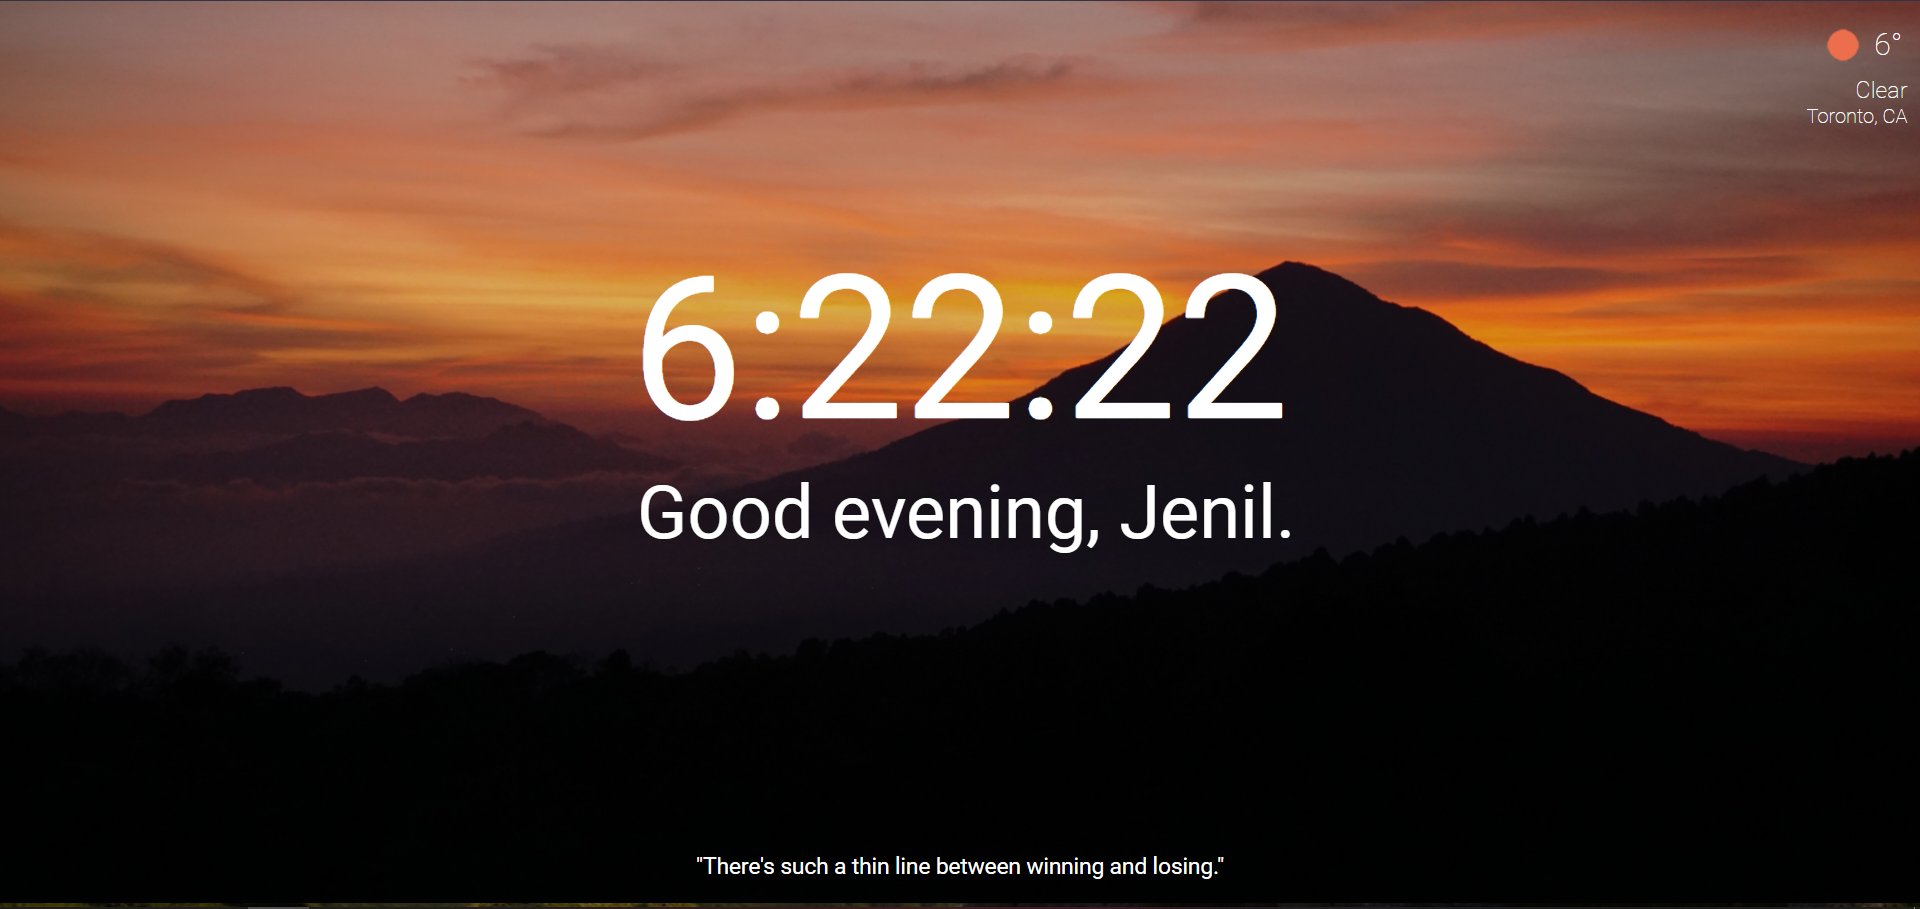 6°
Clear
Toronto, CA
6:22:22
Good evening, Jenil.
"There's such a thin line between winning and losing."